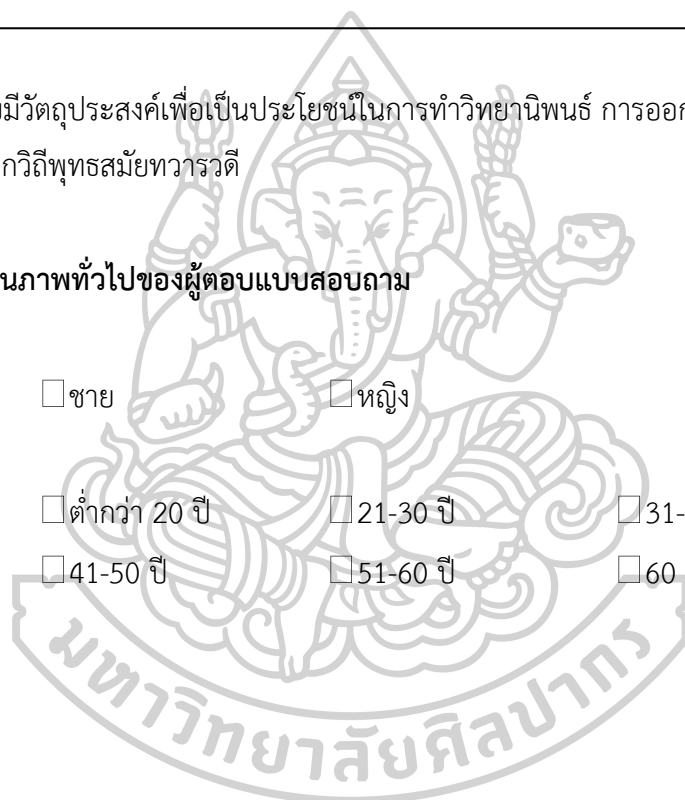 มีวัตถุประสงค์เพื่อเป็นประโยชน์ในการทำวิทยานิพนธ์ การออก
กวิถีพุทธสมัยทวารวดี
นภาพทั่วไปของผู้ตอบแบบสอบถาม
☐ชาย ☐หญิง
☐ต่ำกว่า 20 ปี ☐21-30 ปี ☐31-
☐41-50 ปี ☐51-60 ปี ☐60
มหาวิทยาลัยศิลปากร